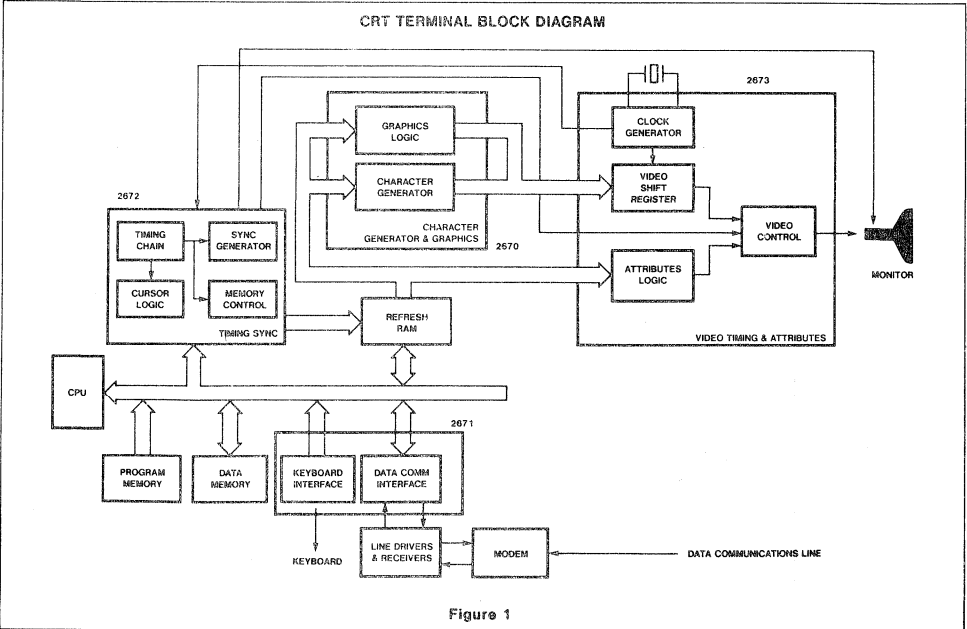 CRT TERMINAL BLOCK DIAGRAM
2673
CLOCK
GENERATOR
GRAPHICS
LOGIC
CHARACTER
GENERATOR
CHARACTER
GENERATOR & GRAPHICS
2670
VIDEO
SHIFT
REGISTER
VIDEO
CONTROL
ATTRIBUTES
LOGIC
VIDEO TIMING & ATTRIBUTES
MONITOR
2672
TIMING
CHAIN
SYNC
GENERATOR
CURSOR
LOGIC
MEMORY
CONTROL
TIMING SYNC
REFRESH
RAM
CPU
2671
PROGRAM
MEMORY
DATA
MEMORY
KEYBOARD
INTERFACE
DATA COMM
INTERFACE
KEYBOARD
LINE DRIVERS
& RECEIVERS
MODEM
DATA COMMUNICATIONS LINE
Figure 1